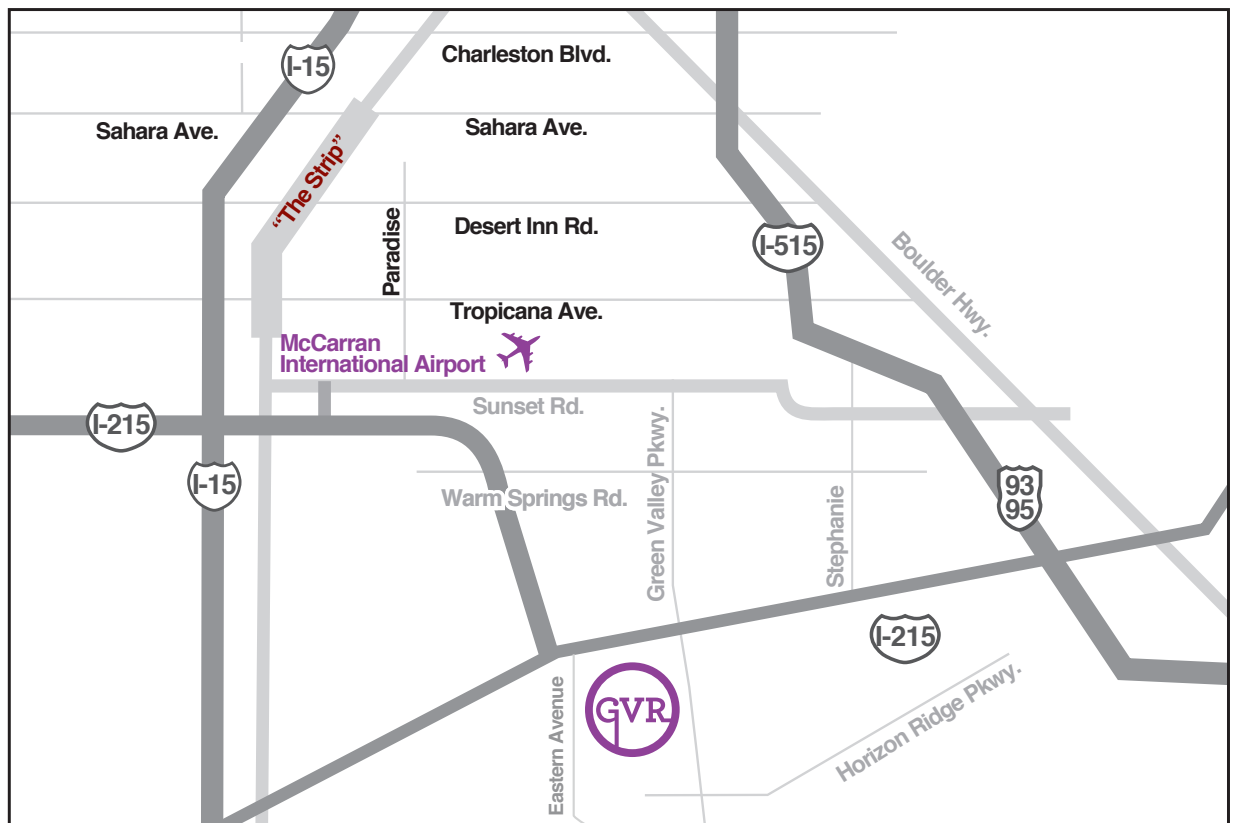 I-15
Charleston Blvd.
Sahara Ave.
Sahara Ave.
“The Strip”
Paradise
Desert Inn Rd.
I-515
Boulder Hwy.
Tropicana Ave.
McCarran
International Airport
Sunset Rd.
I-215
I-15
Warm Springs Rd.
Green Valley Pkwy.
Stephanie
93
95
I-215
Eastern Avenue
GVR
Horizon Ridge Pkwy.